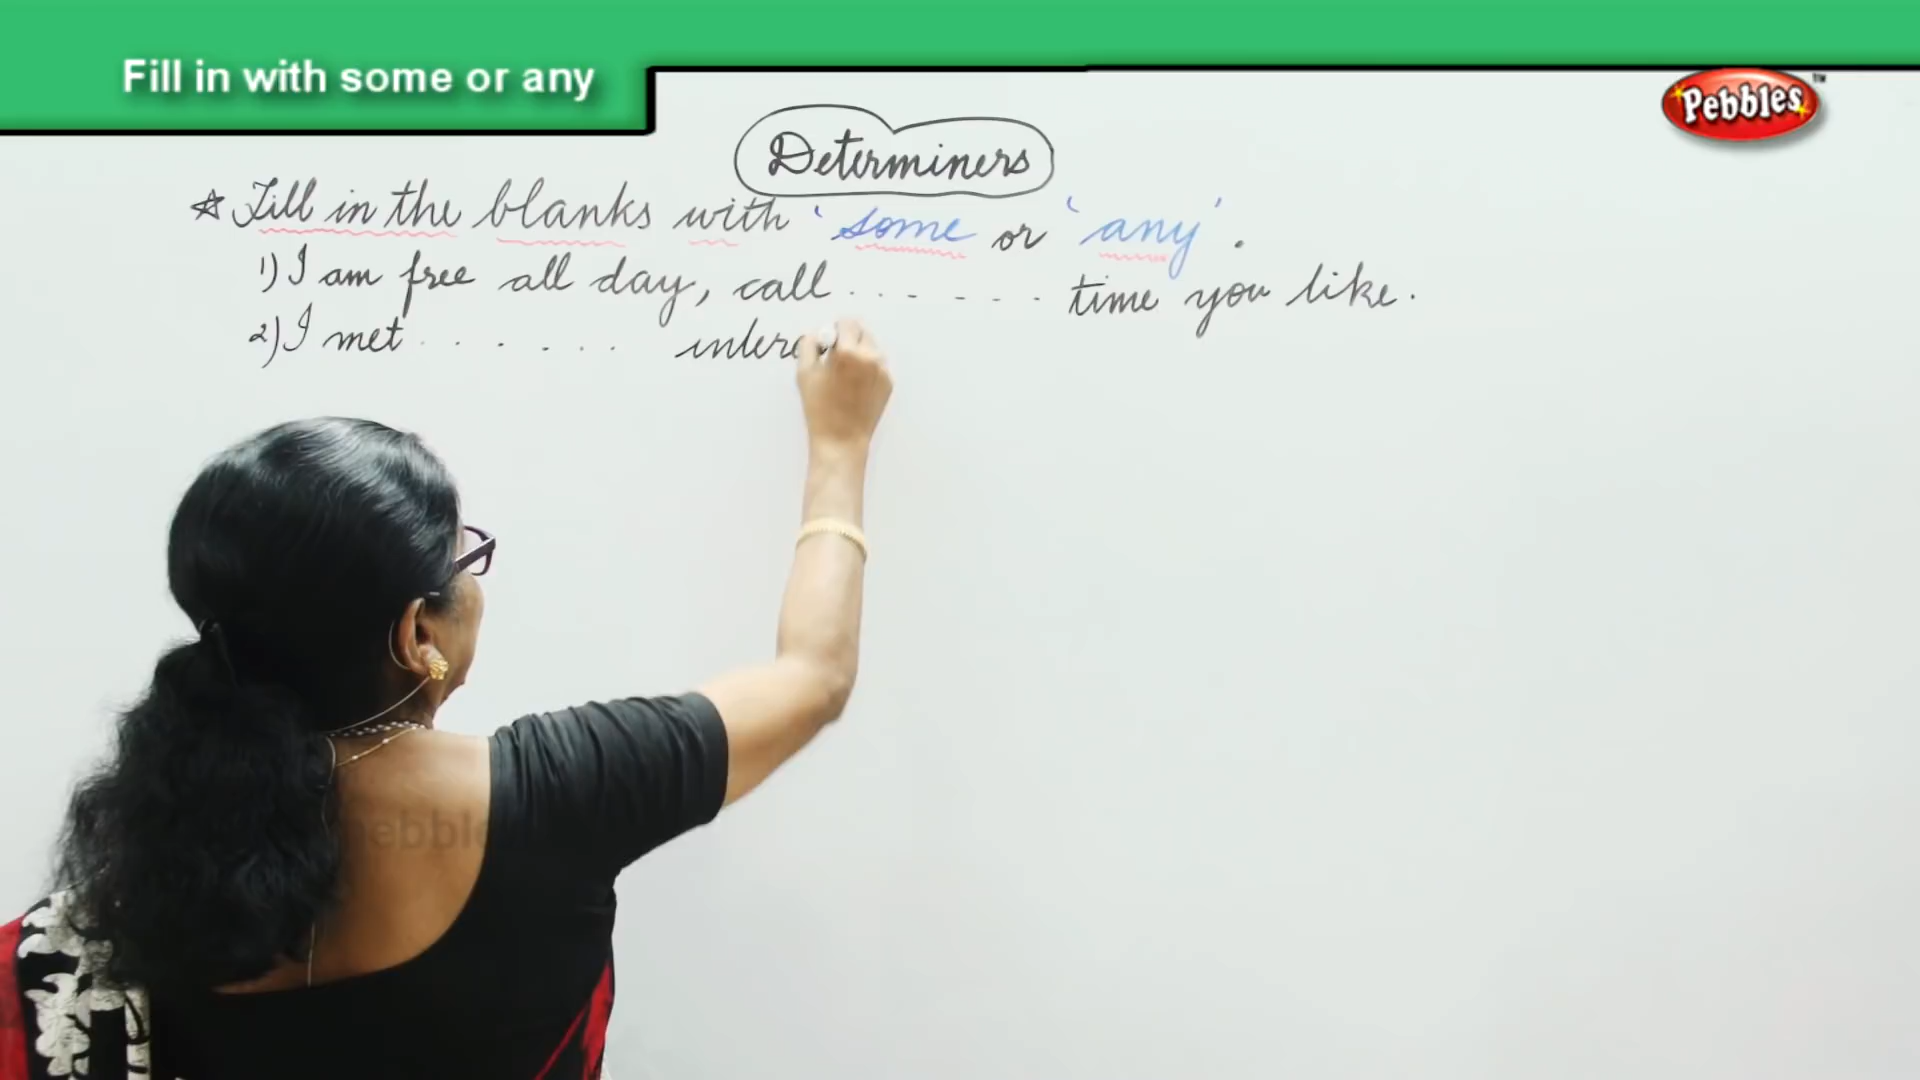 Fill in with some or any
Pebbles™
Determiners
☆ Fill in the blanks with 'some' or 'any'.
1) I am free all day, call . . . . . . time you like.
2) I met . . . . . .